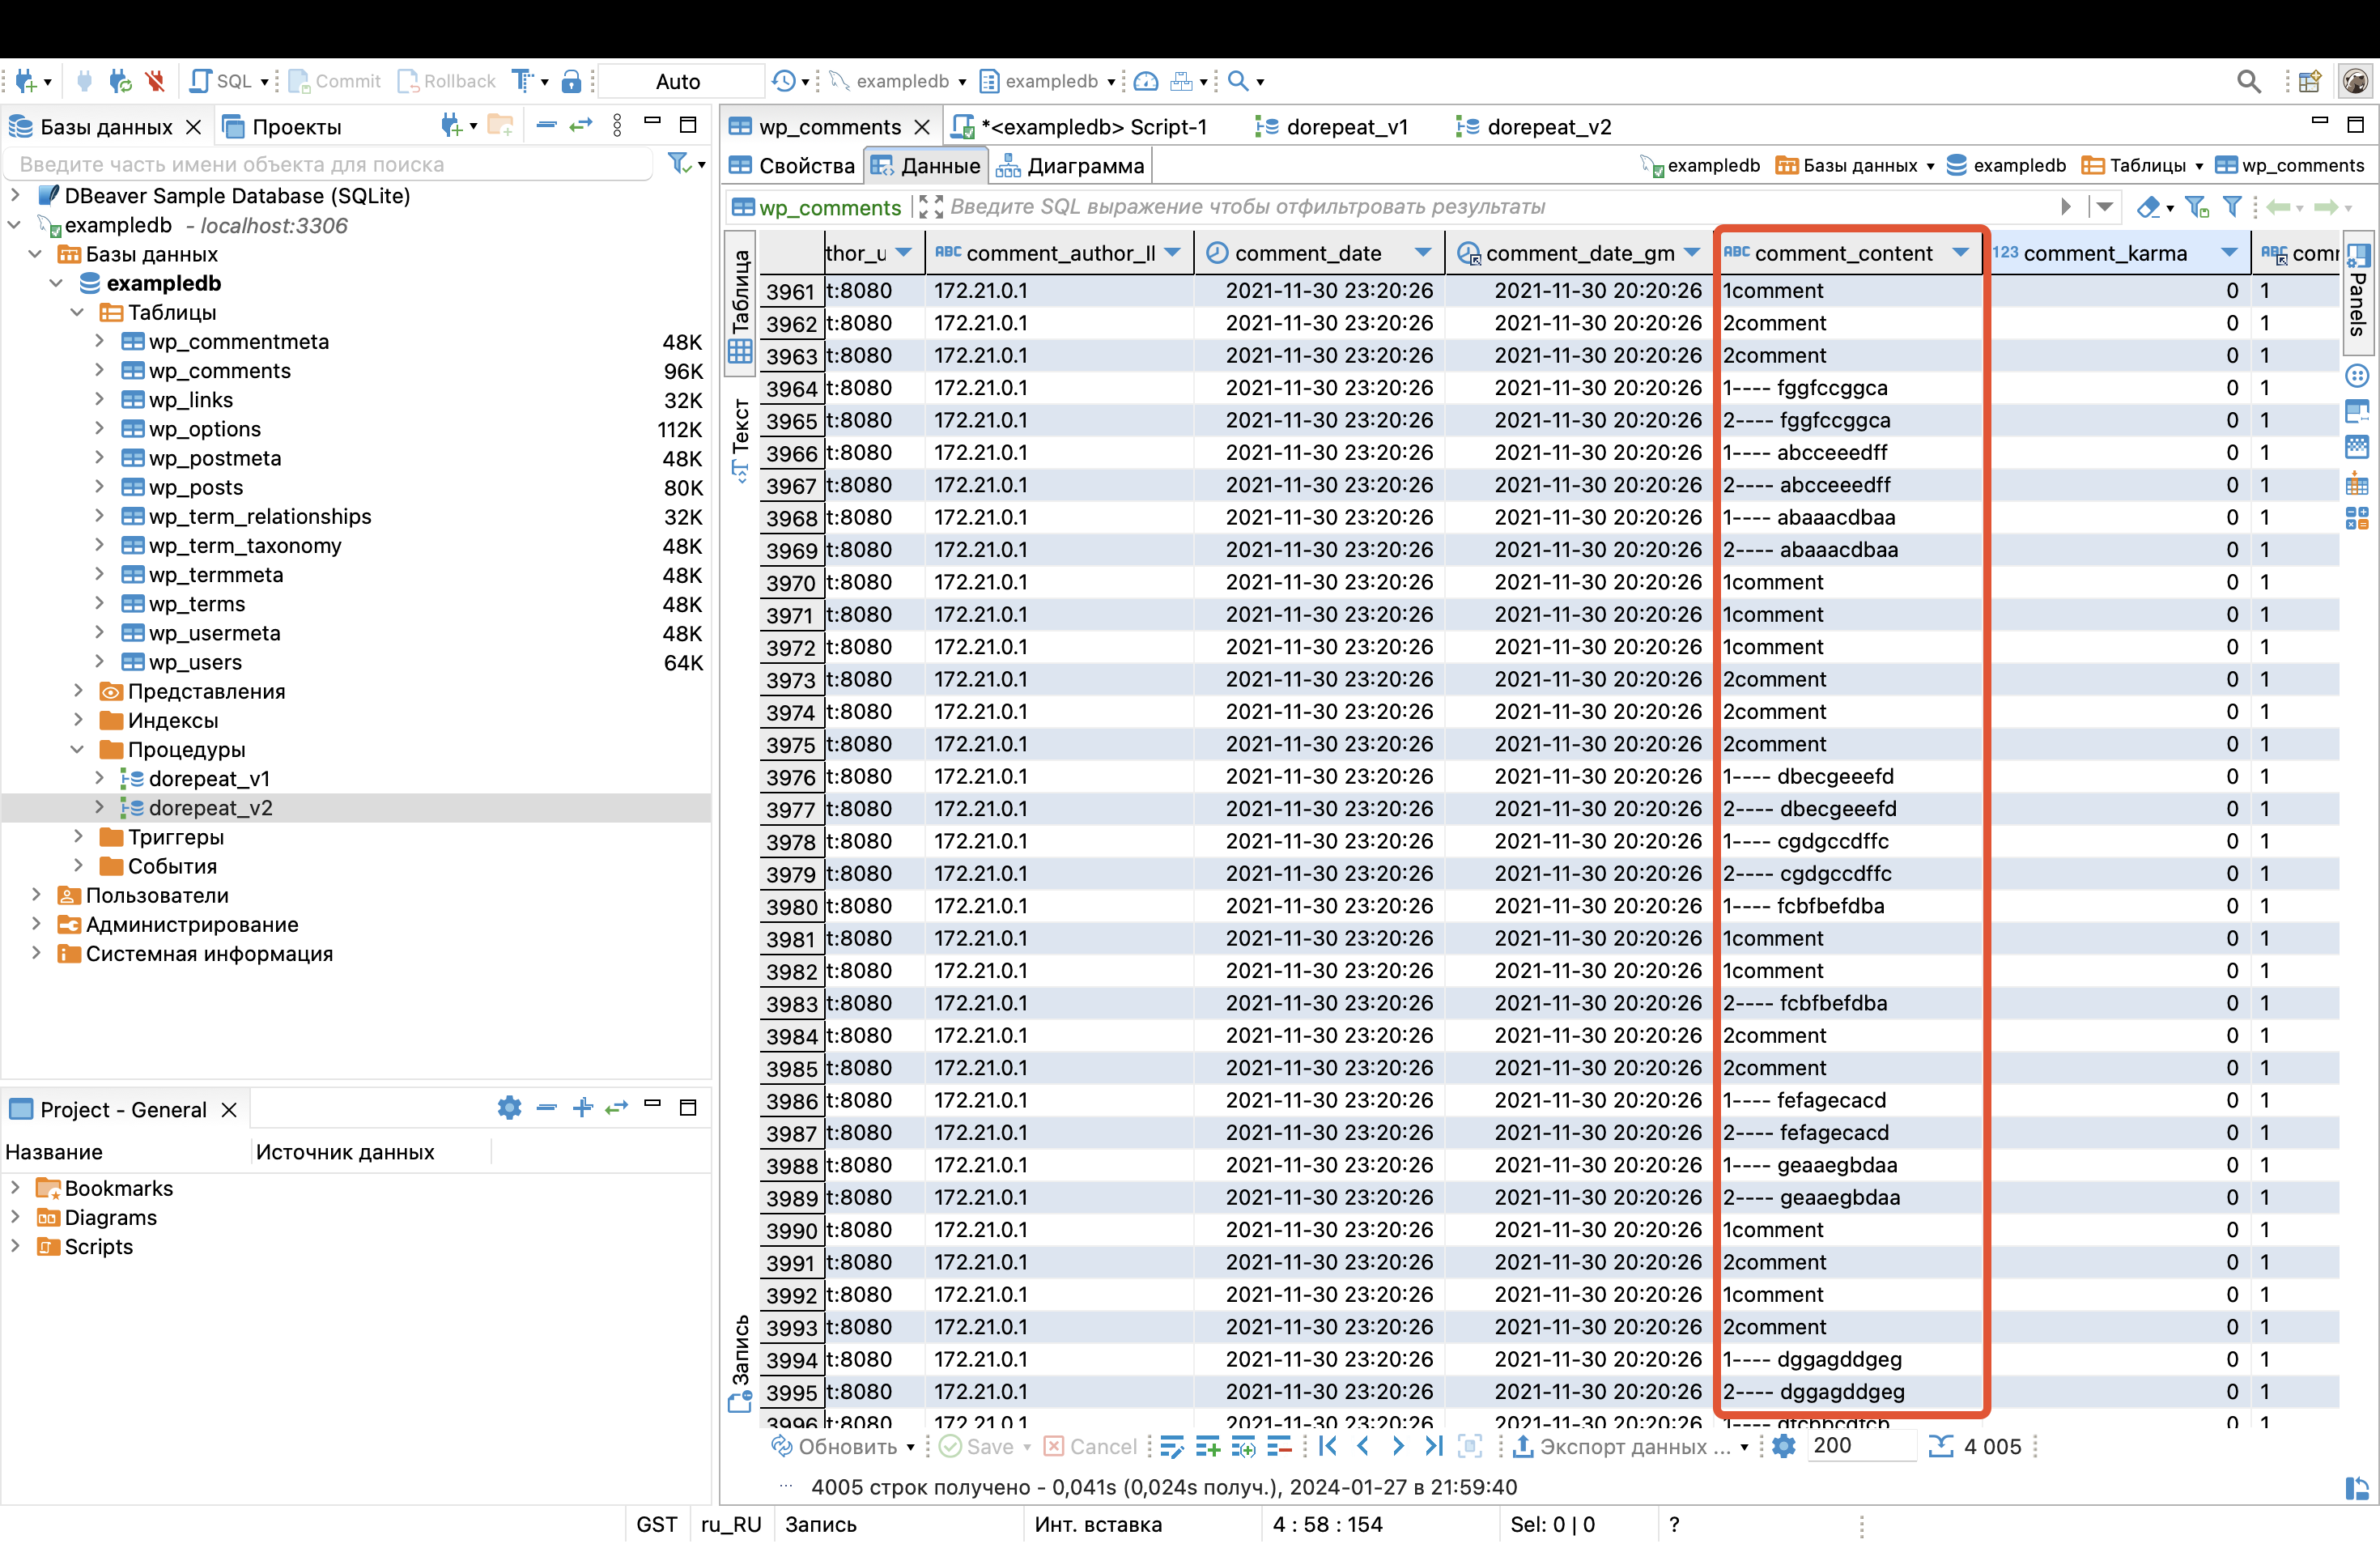 SQL Commit Rollback Auto exampledb exampledb
Базы данных Проекты
Введите часть имени объекта для поиска
DBeaver Sample Database (SQLite)
exampledb - localhost:3306
Базы данных
exampledb
Таблицы
wp_commentmeta 48K
wp_comments 96K
wp_links 32K
wp_options 112K
wp_postmeta 48K
wp_posts 80K
wp_term_relationships 32K
wp_term_taxonomy 48K
wp_termmeta 48K
wp_terms 48K
wp_usermeta 48K
wp_users 64K
Представления
Индексы
Процедуры
dorepeat_v1
dorepeat_v2
Триггеры
События
Пользователи
Администрирование
Системная информация
Project - General
Название Источник данных
Bookmarks
Diagrams
Scripts
wp_comments *<exampledb> Script-1 dorepeat_v1 dorepeat_v2
Свойства Данные Диаграмма exampledb Базы данных exampledb Таблицы wp_comments
wp_comments Введите SQL выражение чтобы отфильтровать результаты
Таблица
Текст
Запись
Panels
thor_u ABC comment_author_II comment_date comment_date_gm ABC comment_content 123 comment_karma ABC comm
3961 t:8080 172.21.0.1 2021-11-30 23:20:26 2021-11-30 20:20:26 1comment 0 1
3962 t:8080 172.21.0.1 2021-11-30 23:20:26 2021-11-30 20:20:26 2comment 0 1
3963 t:8080 172.21.0.1 2021-11-30 23:20:26 2021-11-30 20:20:26 2comment 0 1
3964 t:8080 172.21.0.1 2021-11-30 23:20:26 2021-11-30 20:20:26 1---- fggfccggca 0 1
3965 t:8080 172.21.0.1 2021-11-30 23:20:26 2021-11-30 20:20:26 2---- fggfccggca 0 1
3966 t:8080 172.21.0.1 2021-11-30 23:20:26 2021-11-30 20:20:26 1---- abcceeedff 0 1
3967 t:8080 172.21.0.1 2021-11-30 23:20:26 2021-11-30 20:20:26 2---- abcceeedff 0 1
3968 t:8080 172.21.0.1 2021-11-30 23:20:26 2021-11-30 20:20:26 1---- abaaacdbaa 0 1
3969 t:8080 172.21.0.1 2021-11-30 23:20:26 2021-11-30 20:20:26 2---- abaaacdbaa 0 1
3970 t:8080 172.21.0.1 2021-11-30 23:20:26 2021-11-30 20:20:26 1comment 0 1
3971 t:8080 172.21.0.1 2021-11-30 23:20:26 2021-11-30 20:20:26 1comment 0 1
3972 t:8080 172.21.0.1 2021-11-30 23:20:26 2021-11-30 20:20:26 1comment 0 1
3973 t:8080 172.21.0.1 2021-11-30 23:20:26 2021-11-30 20:20:26 2comment 0 1
3974 t:8080 172.21.0.1 2021-11-30 23:20:26 2021-11-30 20:20:26 2comment 0 1
3975 t:8080 172.21.0.1 2021-11-30 23:20:26 2021-11-30 20:20:26 2comment 0 1
3976 t:8080 172.21.0.1 2021-11-30 23:20:26 2021-11-30 20:20:26 1---- dbecgeeefd 0 1
3977 t:8080 172.21.0.1 2021-11-30 23:20:26 2021-11-30 20:20:26 2---- dbecgeeefd 0 1
3978 t:8080 172.21.0.1 2021-11-30 23:20:26 2021-11-30 20:20:26 1---- cgdgccdffc 0 1
3979 t:8080 172.21.0.1 2021-11-30 23:20:26 2021-11-30 20:20:26 2---- cgdgccdffc 0 1
3980 t:8080 172.21.0.1 2021-11-30 23:20:26 2021-11-30 20:20:26 1---- fcbfbefdba 0 1
3981 t:8080 172.21.0.1 2021-11-30 23:20:26 2021-11-30 20:20:26 1comment 0 1
3982 t:8080 172.21.0.1 2021-11-30 23:20:26 2021-11-30 20:20:26 1comment 0 1
3983 t:8080 172.21.0.1 2021-11-30 23:20:26 2021-11-30 20:20:26 2---- fcbfbefdba 0 1
3984 t:8080 172.21.0.1 2021-11-30 23:20:26 2021-11-30 20:20:26 2comment 0 1
3985 t:8080 172.21.0.1 2021-11-30 23:20:26 2021-11-30 20:20:26 2comment 0 1
3986 t:8080 172.21.0.1 2021-11-30 23:20:26 2021-11-30 20:20:26 1---- fefagecacd 0 1
3987 t:8080 172.21.0.1 2021-11-30 23:20:26 2021-11-30 20:20:26 2---- fefagecacd 0 1
3988 t:8080 172.21.0.1 2021-11-30 23:20:26 2021-11-30 20:20:26 1---- geaaegbdaa 0 1
3989 t:8080 172.21.0.1 2021-11-30 23:20:26 2021-11-30 20:20:26 2---- geaaegbdaa 0 1
3990 t:8080 172.21.0.1 2021-11-30 23:20:26 2021-11-30 20:20:26 1comment 0 1
3991 t:8080 172.21.0.1 2021-11-30 23:20:26 2021-11-30 20:20:26 2comment 0 1
3992 t:8080 172.21.0.1 2021-11-30 23:20:26 2021-11-30 20:20:26 1comment 0 1
3993 t:8080 172.21.0.1 2021-11-30 23:20:26 2021-11-30 20:20:26 2comment 0 1
3994 t:8080 172.21.0.1 2021-11-30 23:20:26 2021-11-30 20:20:26 1---- dggagddgeg 0 1
3995 t:8080 172.21.0.1 2021-11-30 23:20:26 2021-11-30 20:20:26 2---- dggagddgeg 0 1
3996 t:8080 172.21.0.1 2021-11-30 23:20:26 2021-11-30 20:20:26 1---- 0 1
Обновить Save Cancel Экспорт данных ... 200 4 005
4005 строк получено - 0,041s (0,024s получ.), 2024-01-27 в 21:59:40
GST ru_RU Запись Инт. вставка 4 : 58 : 154 Sel: 0 | 0 ?